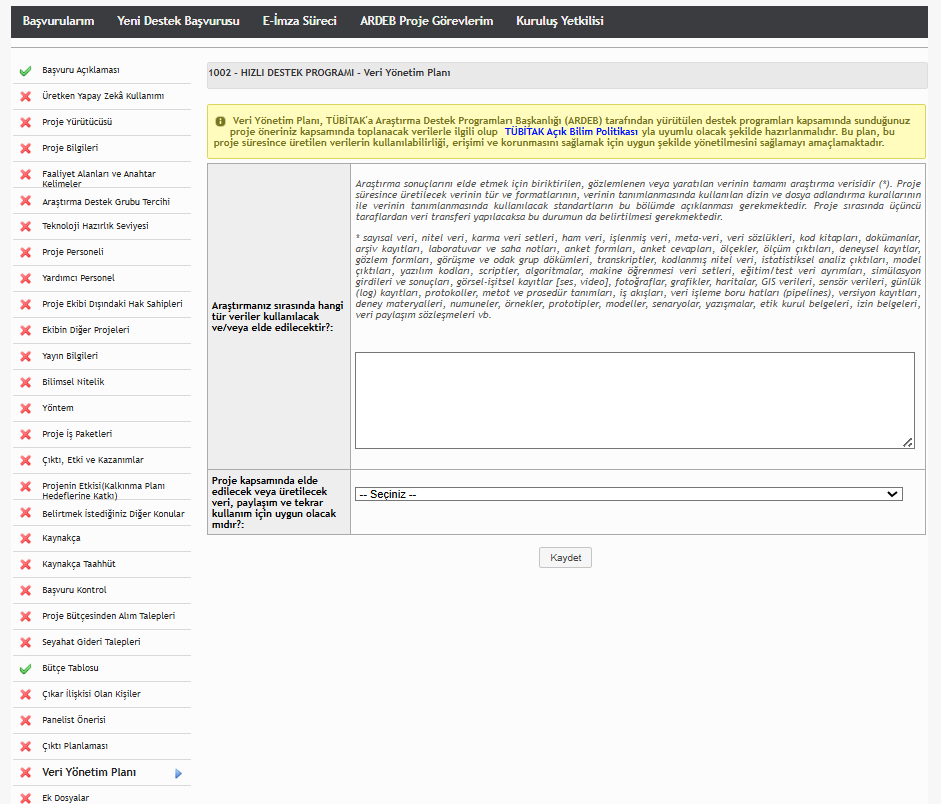 Başvurularım Yeni Destek Başvurusu E-İmza Süreci ARDEB Proje Görevlerim Kuruluş Yetkilisi
Başvuru Açıklaması
Üretken Yapay Zekâ Kullanımı
Proje Yürütücüsü
Proje Bilgileri
Faaliyet Alanları ve Anahtar
Kelimeler
Araştırma Destek Grubu Tercihi
Teknoloji Hazırlık Seviyesi
Proje Personeli
Yardımcı Personel
Proje Ekibi Dışındaki Hak Sahipleri
Ekibin Diğer Projeleri
Yayın Bilgileri
Bilimsel Nitelik
Yöntem
Proje İş Paketleri
Çıktı, Etki ve Kazanımlar
Projenin Etkisi(Kalkınma Planı
Hedeflerine Katkı)
Belirtmek İstediğiniz Diğer Konular
Kaynakça
Kaynakça Taahhüt
Başvuru Kontrol
Proje Bütçesinden Alım Talepleri
Seyahat Gideri Talepleri
Bütçe Tablosu
Çıkar İlişkisi Olan Kişiler
Panelist Önerisi
Çıktı Planlaması
Veri Yönetim Planı
Ek Dosyalar
1002 - HIZLI DESTEK PROGRAMI - Veri Yönetim Planı
Veri Yönetim Planı, TÜBİTAK'a Araştırma Destek Programları Başkanlığı (ARDEB) tarafından yürütülen destek programları kapsamında sunduğunuz
proje öneriniz kapsamında toplanacak verilerle ilgili olup TÜBİTAK Açık Bilim Politikası yla uyumlu olacak şekilde hazırlanmalıdır. Bu plan, bu
proje süresince üretilen verilerin kullanılabilirliği, erişimi ve korunmasını sağlamak için uygun şekilde yönetilmesini sağlamayı amaçlamaktadır.
Araştırmanız sırasında hangi
tür veriler kullanılacak
ve/veya elde edilecektir?:
Araştırma sonuçlarını elde etmek için biriktirilen, gözlemlenen veya yaratılan verinin tamamı araştırma verisidir (*). Proje
süresince üretilecek verinin tür ve formatlarının, verinin tanımlanmasında kullanılan dizin ve dosya adlandırma kurallarının
ile verinin tanımlanmasında kullanılacak standartların bu bölümde açıklanması gerekmektedir. Proje sırasında üçüncü
taraflardan veri transferi yapılacaksa bu durumun da belirtilmesi gerekmektedir.
* sayısal veri, nitel veri, karma veri setleri, ham veri, işlenmiş veri, meta-veri, veri sözlükleri, kod kitapları, dokümanlar,
arşiv kayıtları, laboratuvar ve saha notları, anket formları, anket cevapları, ölçekler, ölçüm çıktıları, deneysel kayıtlar,
gözlem formları, görüşme ve odak grup dökümleri, transkriptler, kodlanmış nitel veri, istatistiksel analiz çıktıları, model
çıktıları, yazılım kodları, scriptler, algoritmalar, makine öğrenmesi veri setleri, eğitim/test veri ayrımları, simülasyon
girdileri ve sonuçları, görsel-işitsel kayıtlar [ses, video], fotoğraflar, grafikler, haritalar, GIS verileri, sensör verileri, günlük
(log) kayıtları, protokoller, metot ve prosedür tanımları, iş akışları, veri işleme boru hatları (pipelines), versiyon kayıtları,
deney materyalleri, numuneler, örnekler, prototipler, modeller, senaryolar, yazışmalar, etik kurul belgeleri, izin belgeleri,
veri paylaşım sözleşmeleri vb.
Proje kapsamında elde
edilecek veya üretilecek
veri, paylaşım ve tekrar
kullanım için uygun olacak
mıdır?:
-- Seçiniz --
Kaydet